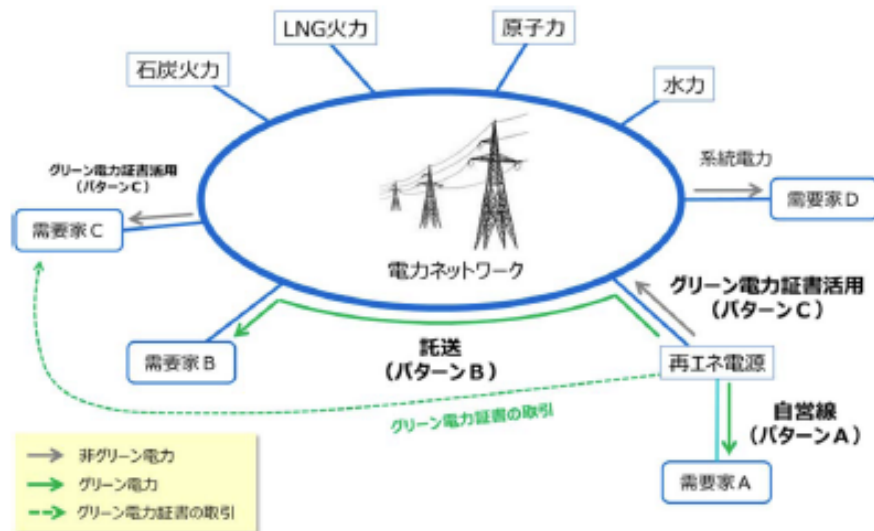 LNG火力
原子力
石炭火力
水力
グリーン電力証書活用
(パターンC)
系統電力
需要家C
需要家D
電力ネットワーク
グリーン電力証書活用
(パターンC)
託送
(パターンB)
需要家B
再エネ電源
グリーン電力証書の取引
自営線
(パターンA)
需要家A
非グリーン電力
グリーン電力
グリーン電力証書の取引